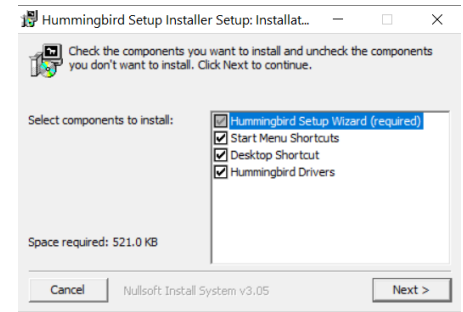 Hummingbird Setup Installer Setup: Installat...
Check the components you want to install and uncheck the components
you don't want to install. Click Next to continue.
Select components to install:
Hummingbird Setup Wizard (required)
Start Menu Shortcuts
Desktop Shortcut
Hummingbird Drivers
Space required: 521.0 KB
Cancel
Nullsoft Install System v3.05
Next >